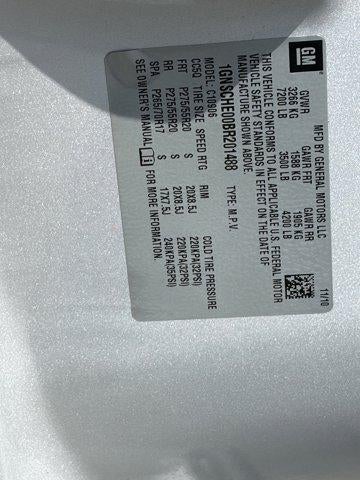 GM
MFD BY GENERAL MOTORS LLC 11/10
GVWR GAWR FRT GAWR RR
3266 KG 1588 KG 1905 KG
7200 LB 3500 LB 4200 LB
THIS VEHICLE CONFORMS TO ALL APPLICABLE U.S. FEDERAL MOTOR
VEHICLE SAFETY STANDARDS IN EFFECT ON THE DATE OF
MANUFACTURE SHOWN ABOVE.
1GNSCHE00BR201488 TYPE: M.P.V.
MODEL: C10906
CC5Q TIRE SIZE SPEED RTG RIM COLD TIRE PRESSURE
FRT P275/55R20 S 20X8.5J 220KPA(32PSI)
RR P275/55R20 S 20X8.5J 220KPA(32PSI)
SPA P265/70R17 S 17X7.5J 240KPA(35PSI)
SEE OWNER'S MANUAL FOR MORE INFORMATION.